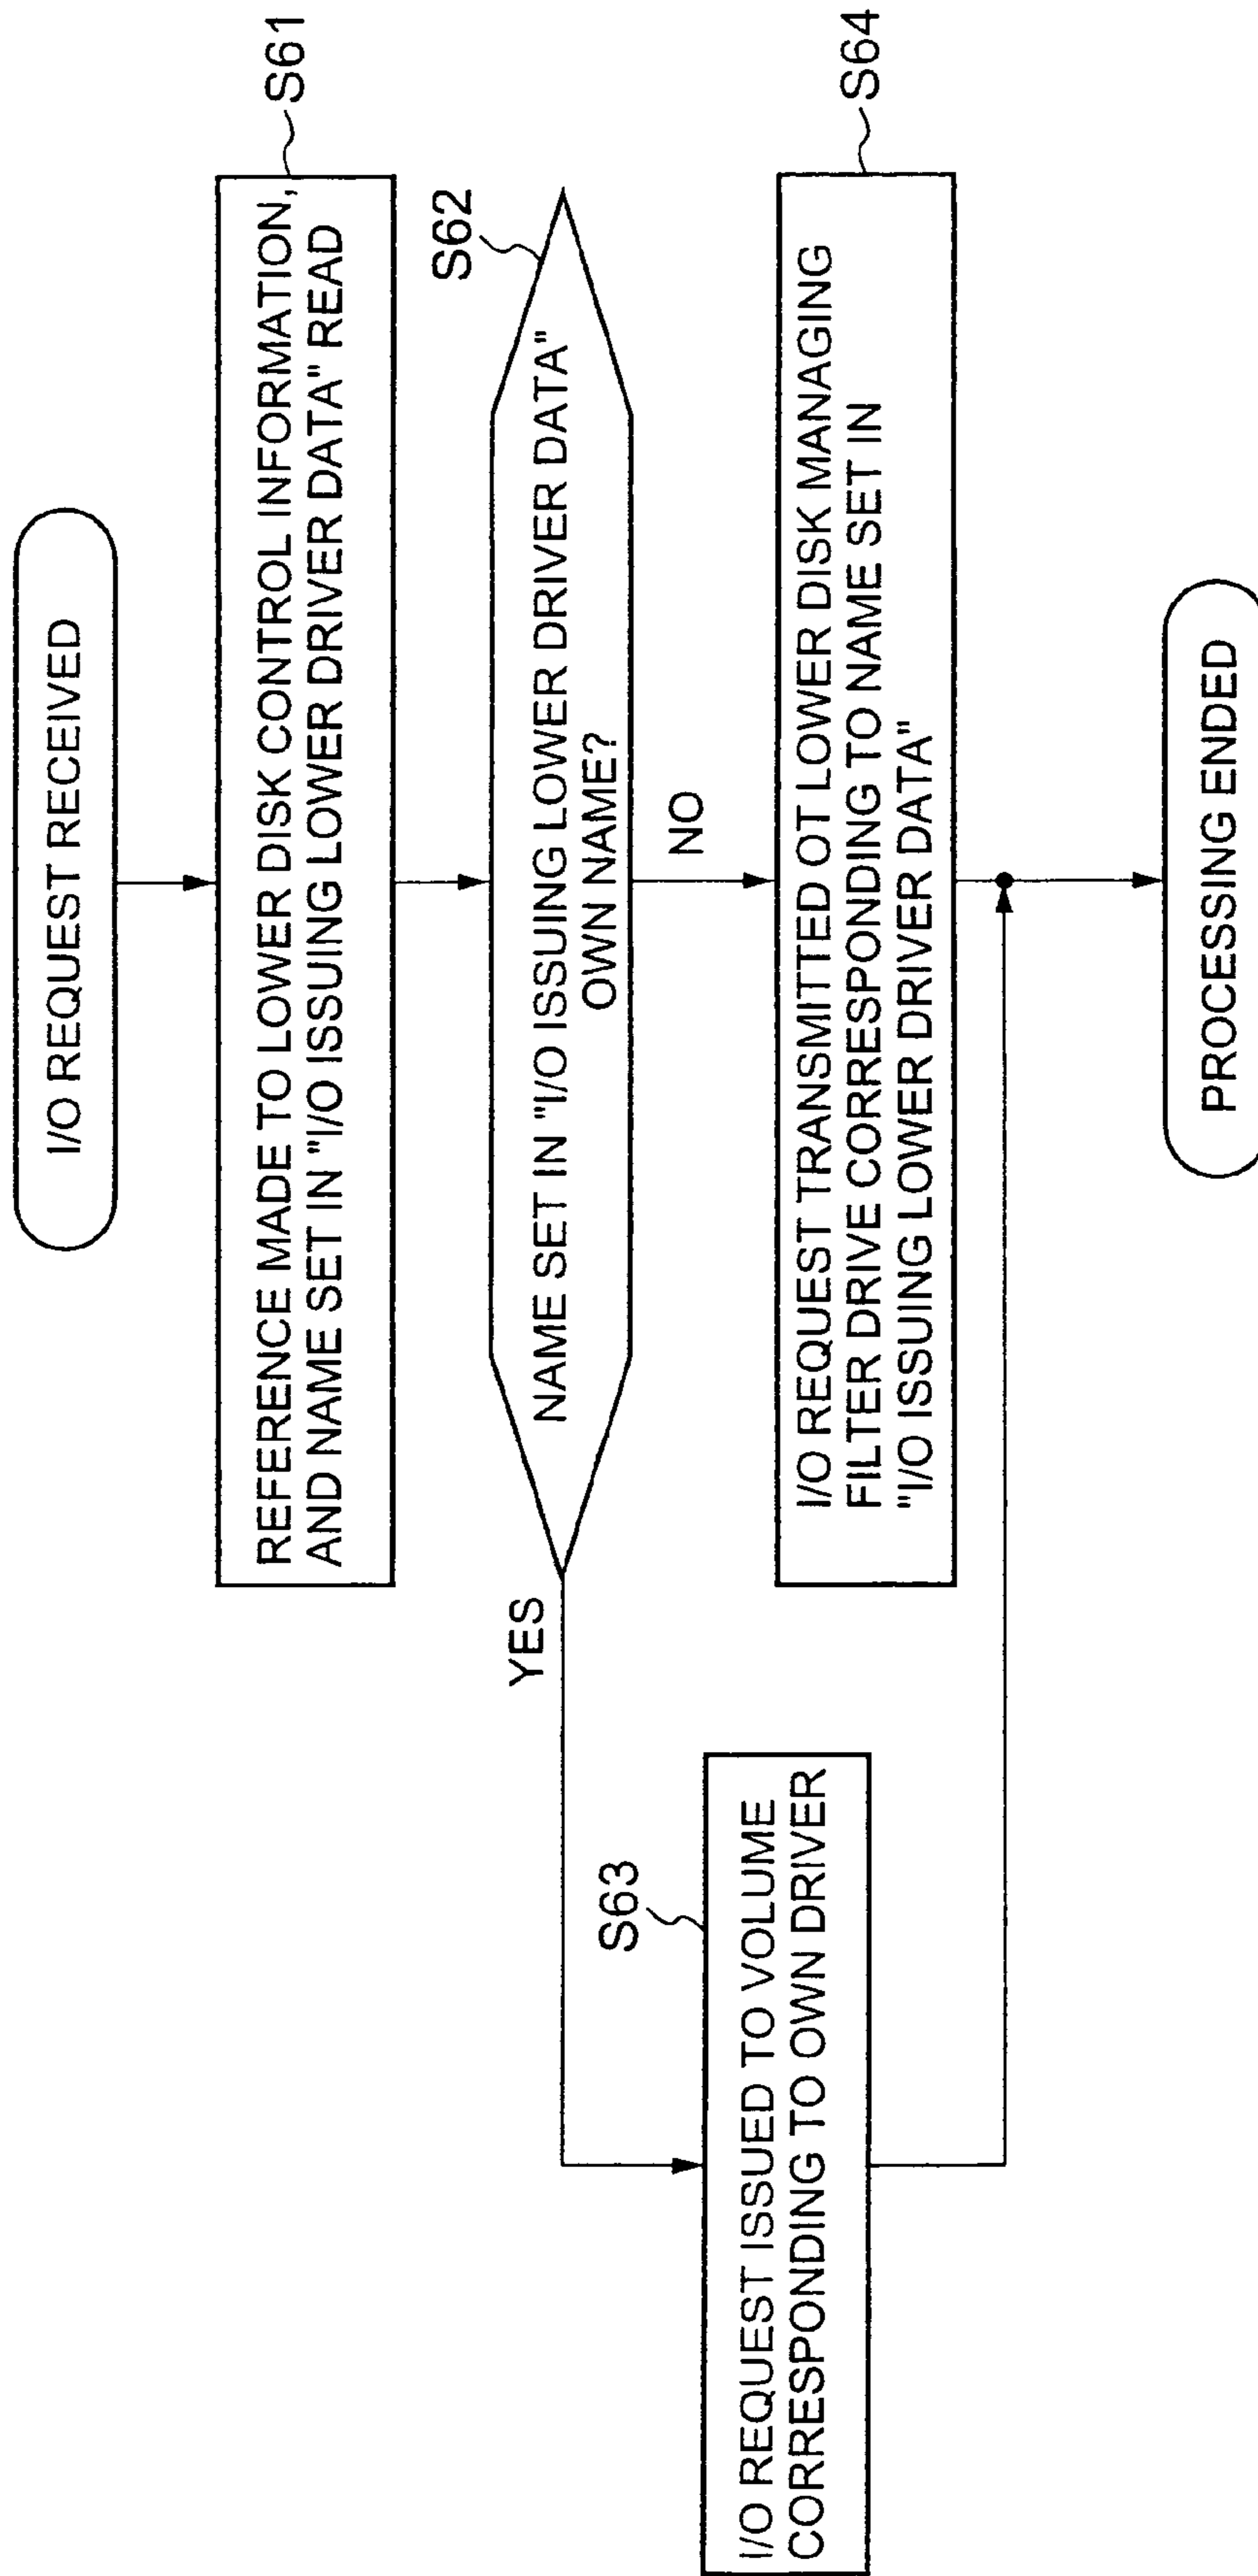 I/O REQUEST RECEIVED
REFERENCE MADE TO LOWER DISK CONTROL INFORMATION,
AND NAME SET IN "I/O ISSUING LOWER DRIVER DATA" READ
S61
NAME SET IN "I/O ISSUING LOWER DRIVER DATA"
OWN NAME?
S62
YES
NO
I/O REQUEST ISSUED TO VOLUME
CORRESPONDING TO OWN DRIVER
S63
I/O REQUEST TRANSMITTED OT LOWER DISK MANAGING
FILTER DRIVE CORRESPONDING TO NAME SET IN
"I/O ISSUING LOWER DRIVER DATA"
S64
PROCESSING ENDED